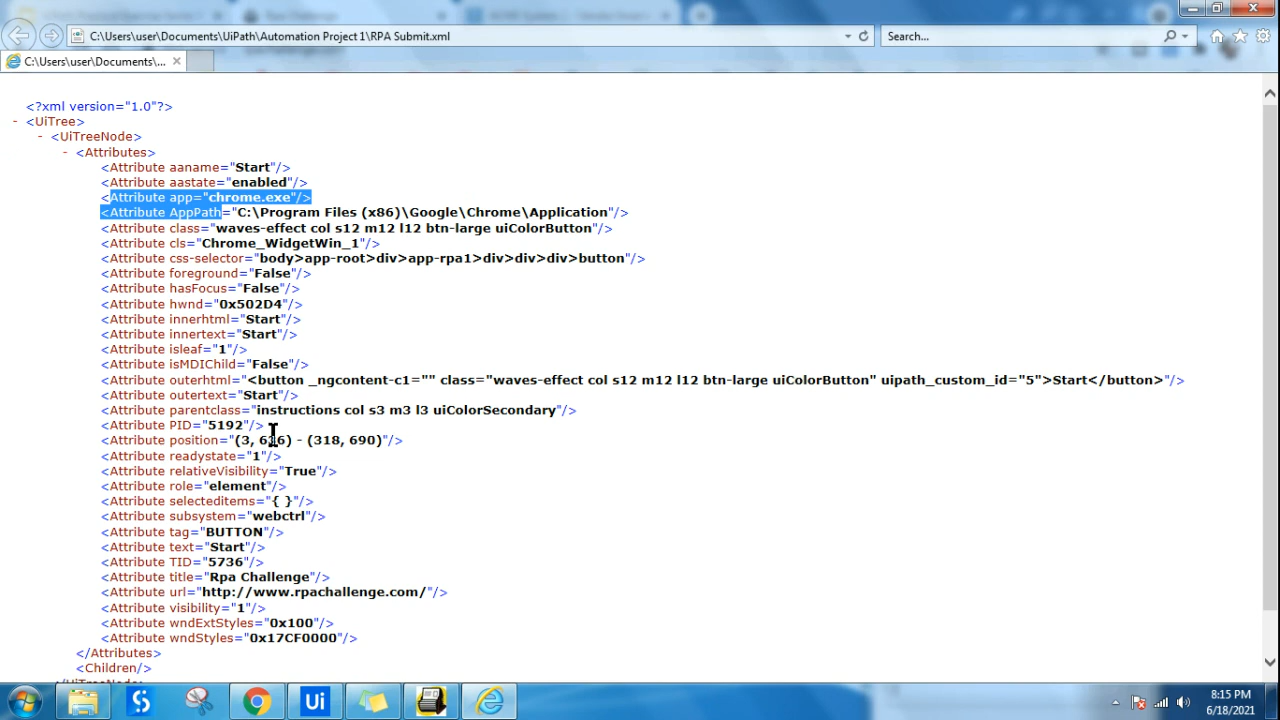 C:\Users\user\Documents\UiPath\Automation Project 1\RPA Submit.xml
Search...
C:\Users\user\Documents\...
<?xml version="1.0"?>
- <UiTree>
- <UiTreeNode>
- <Attributes>
<Attribute aaname="Start"/>
<Attribute aastate="enabled"/>
<Attribute app="chrome.exe"/>
<Attribute AppPath="C:\Program Files (x86)\Google\Chrome\Application"/>
<Attribute class="waves-effect col s12 m12 l12 btn-large uiColorButton"/>
<Attribute cls="Chrome_WidgetWin_1"/>
<Attribute css-selector="body>app-root>div>app-rpa1>div>div>div>button"/>
<Attribute foreground="False"/>
<Attribute hasFocus="False"/>
<Attribute hwnd="0x502D4"/>
<Attribute innerhtml="Start"/>
<Attribute innertext="Start"/>
<Attribute isleaf="1"/>
<Attribute isMDIChild="False"/>
<Attribute outerhtml="<button _ngcontent-c1="" class="waves-effect col s12 m12 l12 btn-large uiColorButton" uipath_custom_id="5">Start</button>"/>
<Attribute outertext="Start"/>
<Attribute parentclass="instructions col s3 m3 l3 uiColorSecondary"/>
<Attribute PID="5192"/>
<Attribute position="(3, - (318, 690)"/>
<Attribute readystate="1"/>
<Attribute relativeVisibility="True"/>
<Attribute role="element"/>
<Attribute selecteditems="{ }"/>
<Attribute subsystem="webctrl"/>
<Attribute tag="BUTTON"/>
<Attribute text="Start"/>
<Attribute TID="5736"/>
<Attribute title="Rpa Challenge"/>
<Attribute url="http://www.rpachallenge.com/"/>
<Attribute visibility="1"/>
<Attribute wndExtStyles="0x100"/>
<Attribute wndStyles="0x17CF0000"/>
</Attributes>
<Children/>
Ui
8:15 PM
6/18/2021